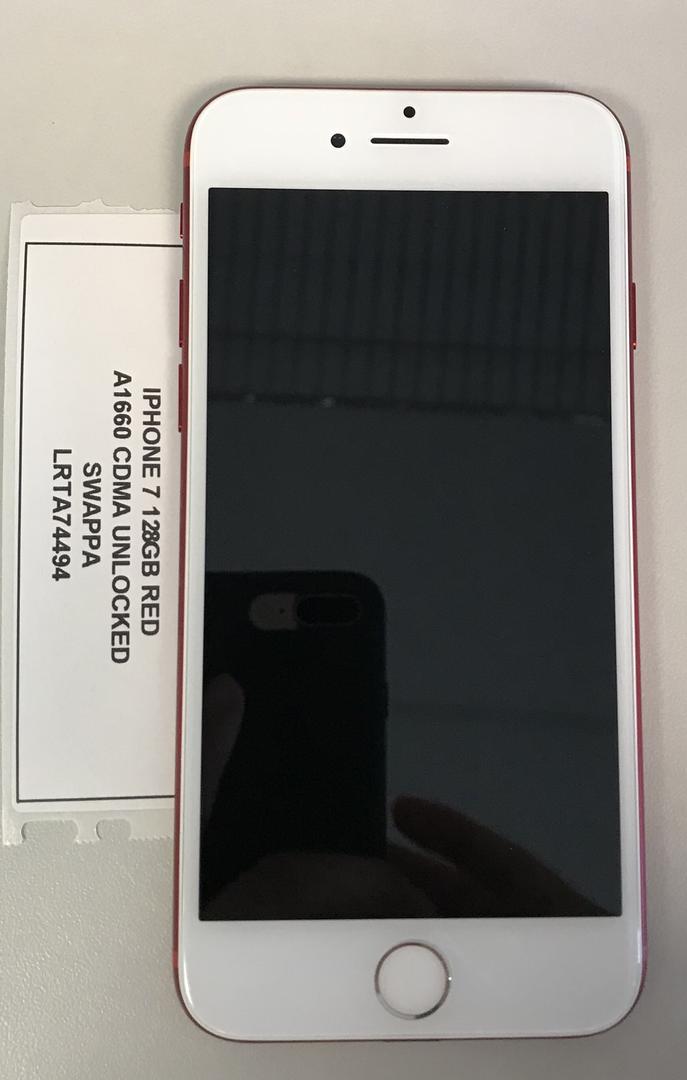 IPHONE 7 128GB RED
A1660 CDMA UNLOCKED
SWAPPA
LRTA74494